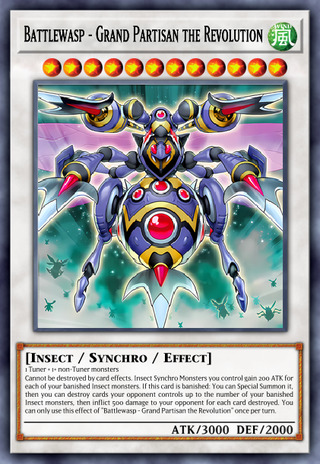 Battlewasp - Grand Partisan the Revolution
WIND
風
[Insect / Synchro / Effect]
1 Tuner + 1+ non-Tuner monsters
Cannot be destroyed by card effects. Insect Synchro Monsters you control gain 200 ATK for
each of your banished Insect monsters. If this card is banished: You can Special Summon it,
then you can destroy cards your opponent controls up to the number of your banished
Insect monsters, then inflict 500 damage to your opponent for each card destroyed. You
can only use this effect of "Battlewasp - Grand Partisan the Revolution" once per turn.
ATK/3000 DEF/2000